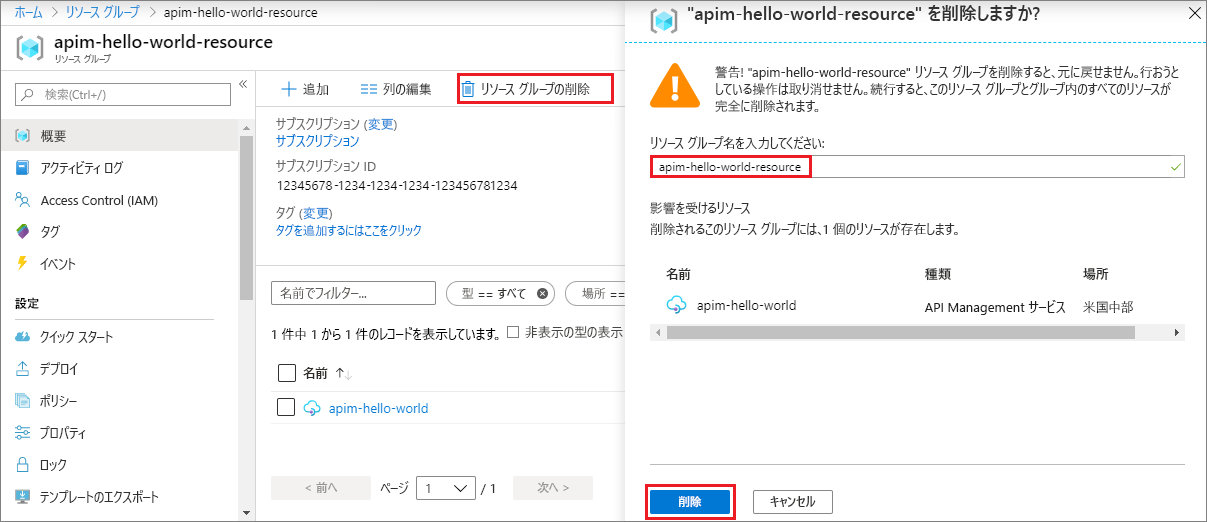 ホーム > リソース グループ > apim-hello-world-resource
apim-hello-world-resource
リソース グループ
検索(Ctrl+/)
概要
アクティビティ ログ
Access Control (IAM)
タグ
イベント
設定
クイック スタート
デプロイ
ポリシー
プロパティ
ロック
テンプレートのエクスポート
追加
列の編集
リソース グループの削除
サブスクリプション (変更)
サブスクリプション
サブスクリプション ID
12345678-1234-1234-1234-123456781234
タグ (変更)
タグを追加するにはここをクリック
名前でフィルター...
型 == すべて
場所 ==
1 件中 1 から 1 件のレコードを表示しています。
非表示の型の表示
名前 ↑↓
apim-hello-world
< 前へ
ページ
1
/ 1
次へ >
"apim-hello-world-resource" を削除しますか?
警告! "apim-hello-world-resource" リソース グループを削除すると、元に戻せません。行おうと
している操作は取り消せません。続行すると、このリソース グループとグループ内のすべてのリソースが
完全に削除されます。
リソース グループ名を入力してください:
apim-hello-world-resource
影響を受けるリソース
削除されるこのリソース グループには、1 個のリソースが存在します。
名前 種類 場所
apim-hello-world API Management サービス 米国中部
削除
キャンセル